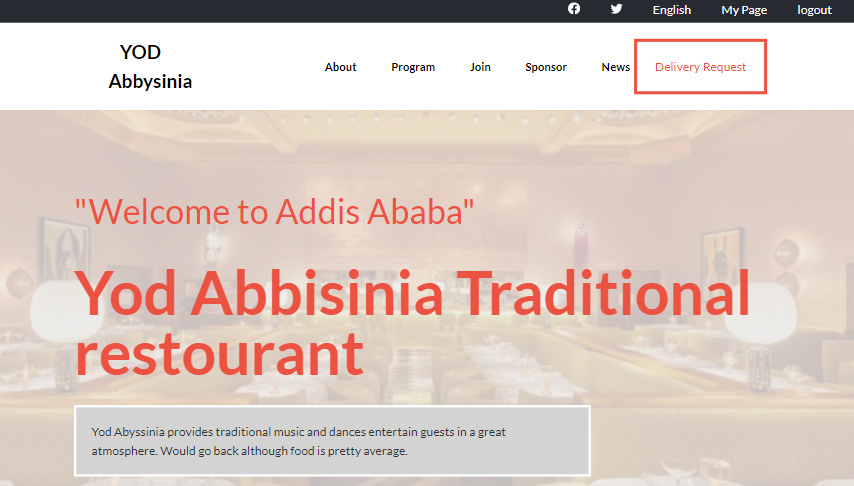 English My Page logout
YOD
Abbysinia
About Program Join Sponsor News Delivery Request
"Welcome to Addis Ababa"
Yod Abbisinia Traditional
restourant
Yod Abyssinia provides traditional music and dances entertain guests in a great
atmosphere. Would go back although food is pretty average.